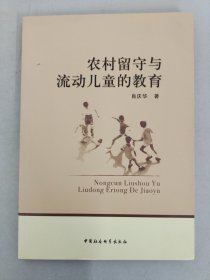 农村留守与
流动儿童的教育
肖庆华 著
Nongcun Liushou Yu
Liudong Ertong De Jiaoyu
中国社会科学出版社